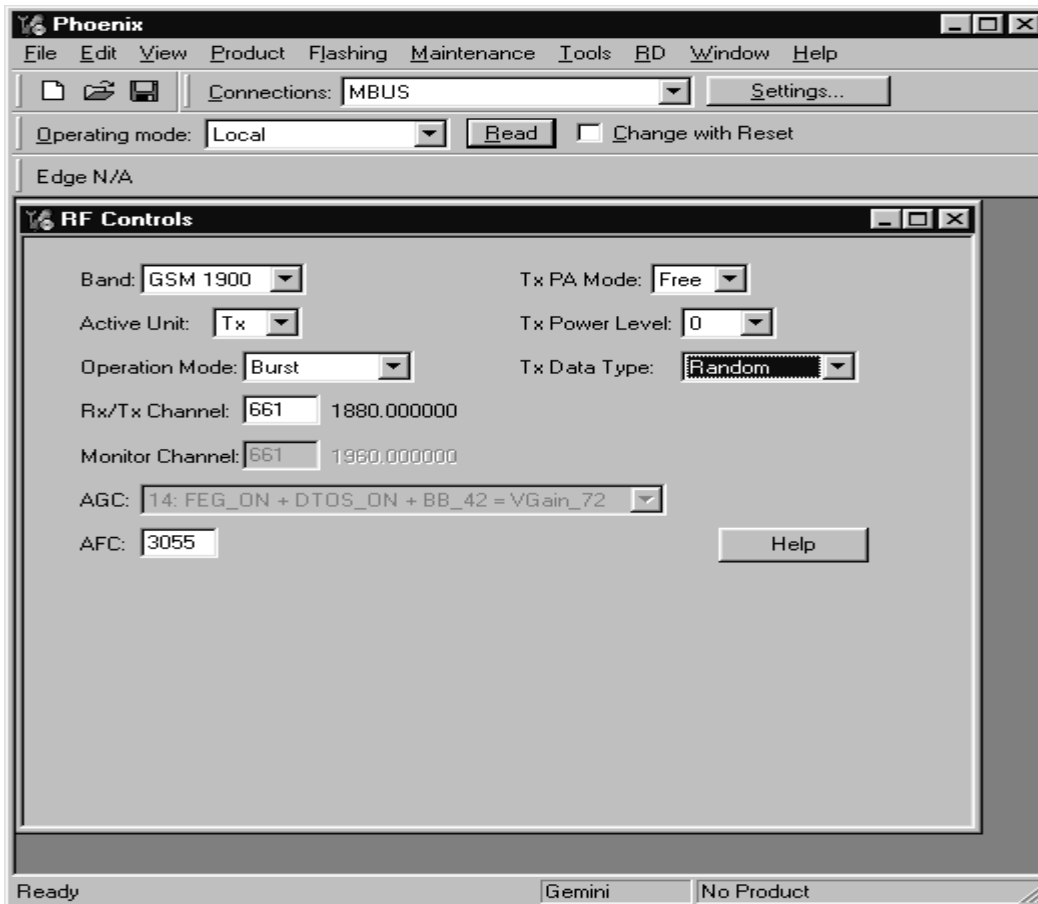 Phoenix
File Edit View Product Flashing Maintenance Tools RD Window Help
Connections: MBUS Settings...
Operating mode: Local Read Change with Reset
Edge N/A
RF Controls
Band: GSM 1900 Tx PA Mode: Free
Active Unit: Tx Tx Power Level: 0
Operation Mode: Burst Tx Data Type: Random
Rx/Tx Channel: 661 1880.000000
Monitor Channel: 661 1960.000000
AGC: 14: FEG_ON + DTOS_ON + BB_42 = VGain_72
AFC: 3055 Help
Ready Gemini No Product